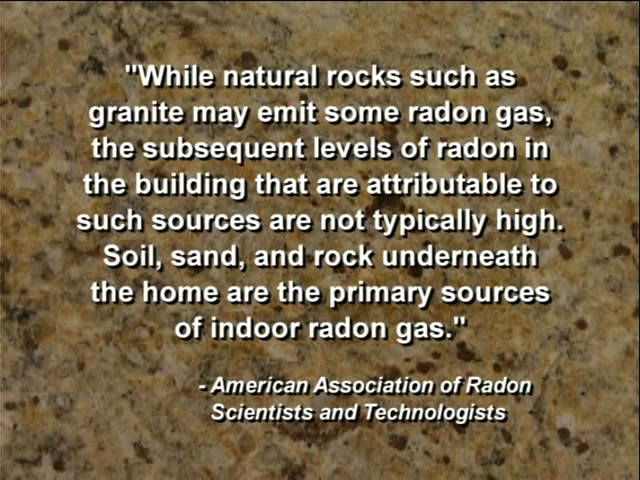 "While natural rocks such as
granite may emit some radon gas,
the subsequent levels of radon in
the building that are attributable to
such sources are not typically high.
Soil, sand, and rock underneath
the home are the primary sources
of indoor radon gas."
- American Association of Radon
Scientists and Technologists